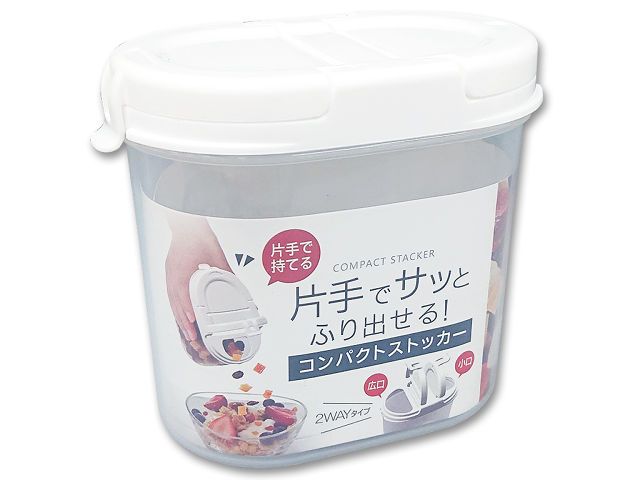 片手で
持てる
COMPACT STACKER
片手でサッと
ふり出せる!
コンパクトストッカー
広口
小口
2WAYタイプ